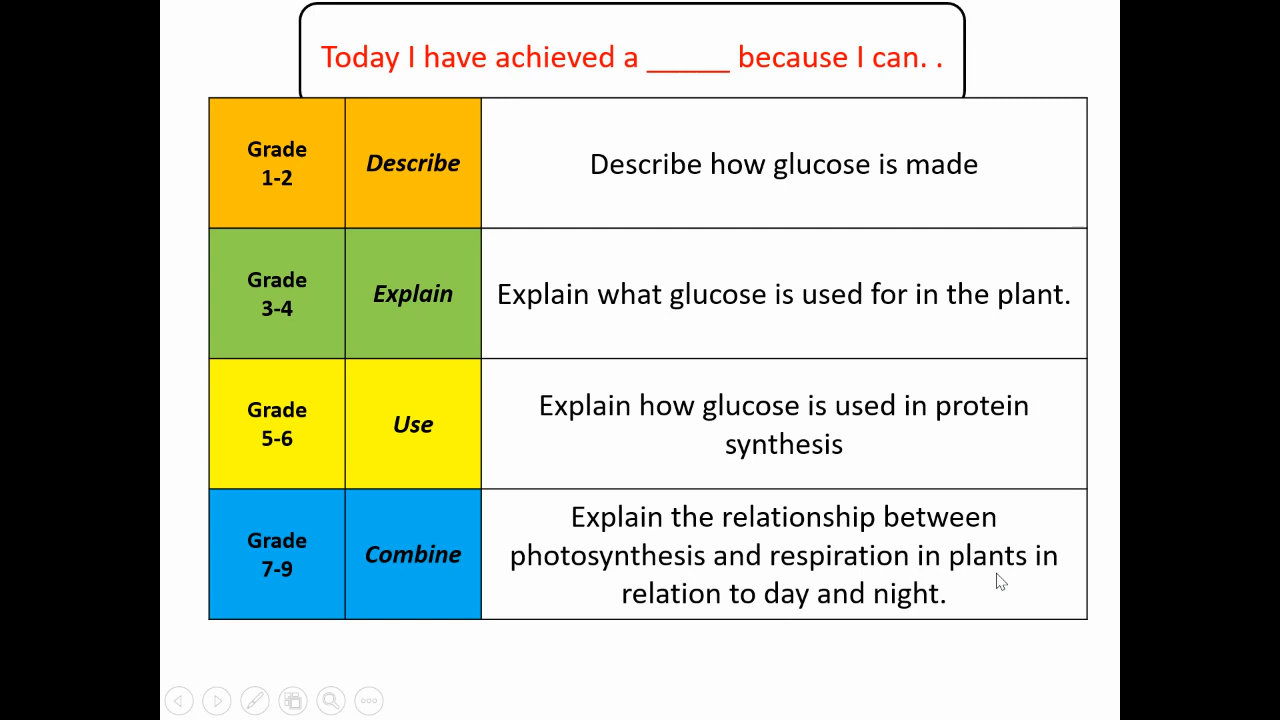 Today I have achieved a _____ because I can. .
Grade
1-2
Describe
Describe how glucose is made
Grade
3-4
Explain
Explain what glucose is used for in the plant.
Grade
5-6
Use
Explain how glucose is used in protein
synthesis
Grade
7-9
Combine
Explain the relationship between
photosynthesis and respiration in plants in
relation to day and night.